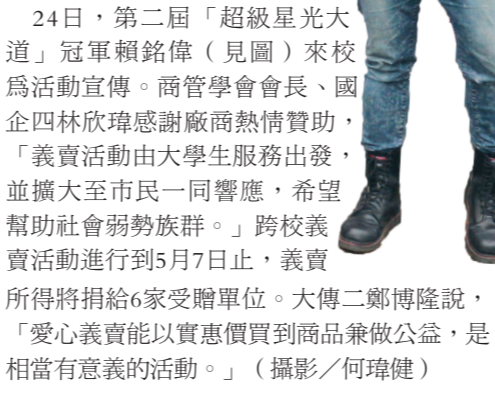 24日，第二屆「超級星光大
道」冠軍賴銘偉（見圖）來校
為活動宣傳。商管學會會長、國
企四林欣瑋感謝廠商熱情贊助，
「義賣活動由大學生服務出發，
並擴大至市民一同響應，希望
幫助社會弱勢族群。」跨校義
賣活動進行到5月7日止，義賣
所得將捐給6家受贈單位。大傳二鄭博隆說，
「愛心義賣能以實惠價買到商品兼做公益，是
相當有意義的活動。」（攝影／何瑋健）